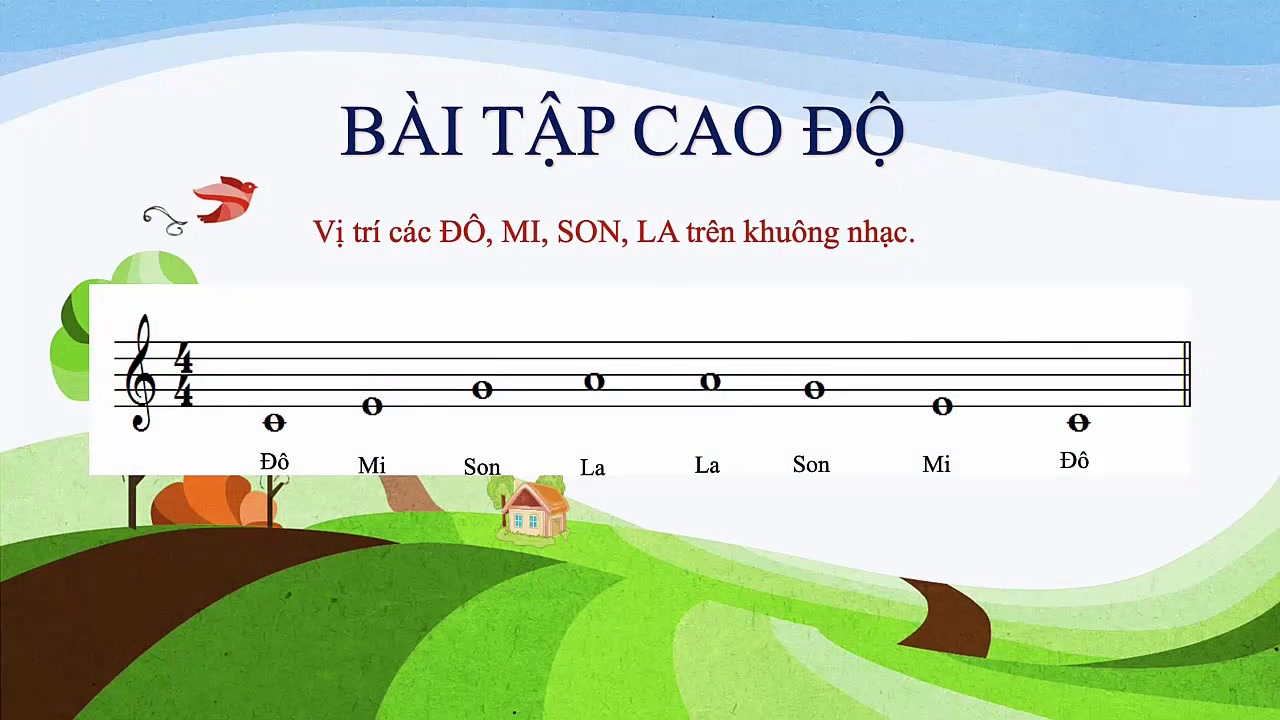 BÀI TẬP CAO ĐỘ
Vị trí các ĐÔ, MI, SON, LA trên khuông nhạc.
4
4
Đô Mi Son La La Son Mi Đô